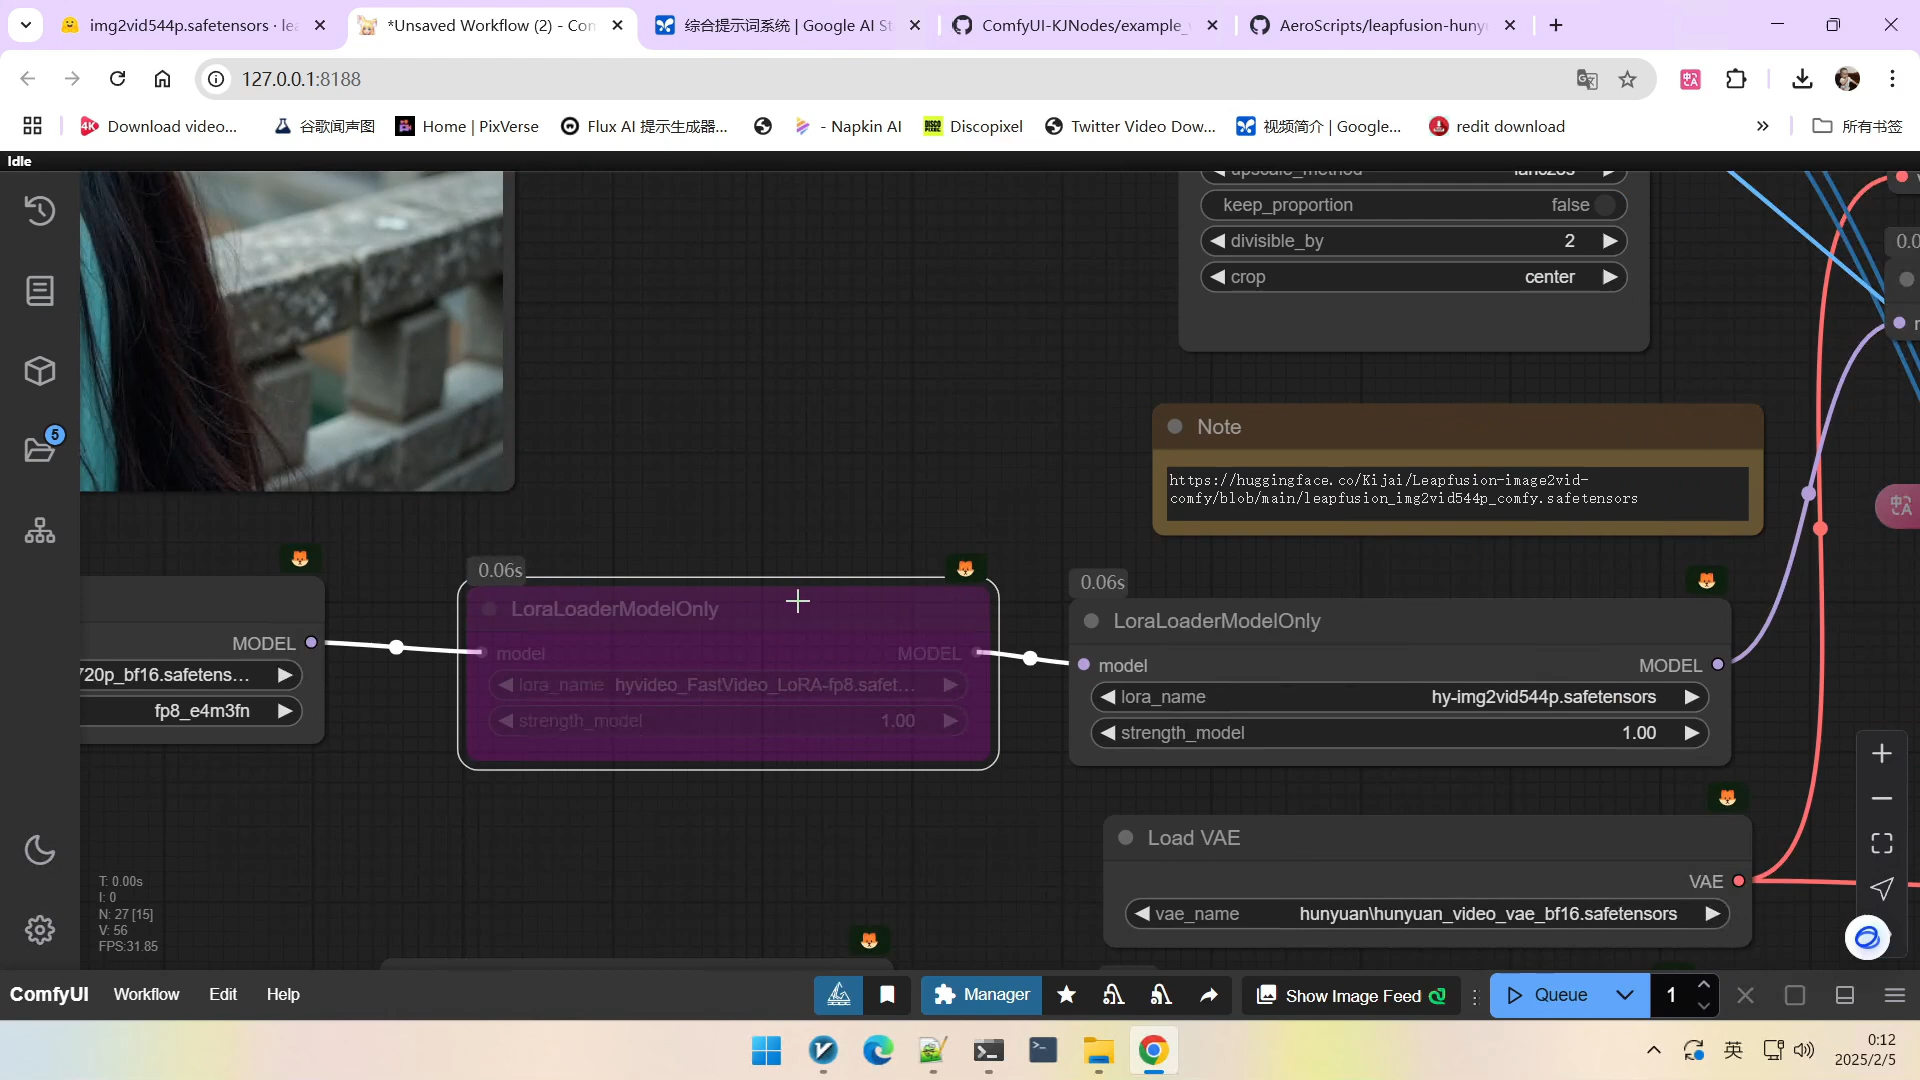 img2vid544p.safetensors · le
*Unsaved Workflow (2) - Con
综合提示词系统 | Google AI St
ComfyUI-KJNodes/example_
AeroScripts/leapfusion-huny
127.0.0.1:8188
Download video...
谷歌闻声图
Home | PixVerse
Flux AI 提示生成器...
- Napkin AI
Discopixel
Twitter Video Dow...
视频简介 | Google...
redit download
所有书签
Idle
upscale_method lanczos
keep_proportion false
divisible_by 2
crop center
0.0
Note
https://huggingface.co/Kijai/Leapfusion-image2vid-
comfy/blob/main/leapfusion_img2vid544p_comfy.safetensors
5
MODEL
720p_bf16.safetens...
fp8_e4m3fn
0.06s
LoraLoaderModelOnly
model MODEL
lora_name hyvideo_FastVideo_LoRA-fp8.safet...
strength_model 1.00
0.06s
LoraLoaderModelOnly
model MODEL
lora_name hy-img2vid544p.safetensors
strength_model 1.00
Load VAE
VAE
vae_name hunyuan\hunyuan_video_vae_bf16.safetensors
T: 0.00s
I: 0
N: 27 [15]
V: 56
FPS:31.85
ComfyUI Workflow Edit Help
Manager
Show Image Feed
Queue
1
英
0:12
2025/2/5